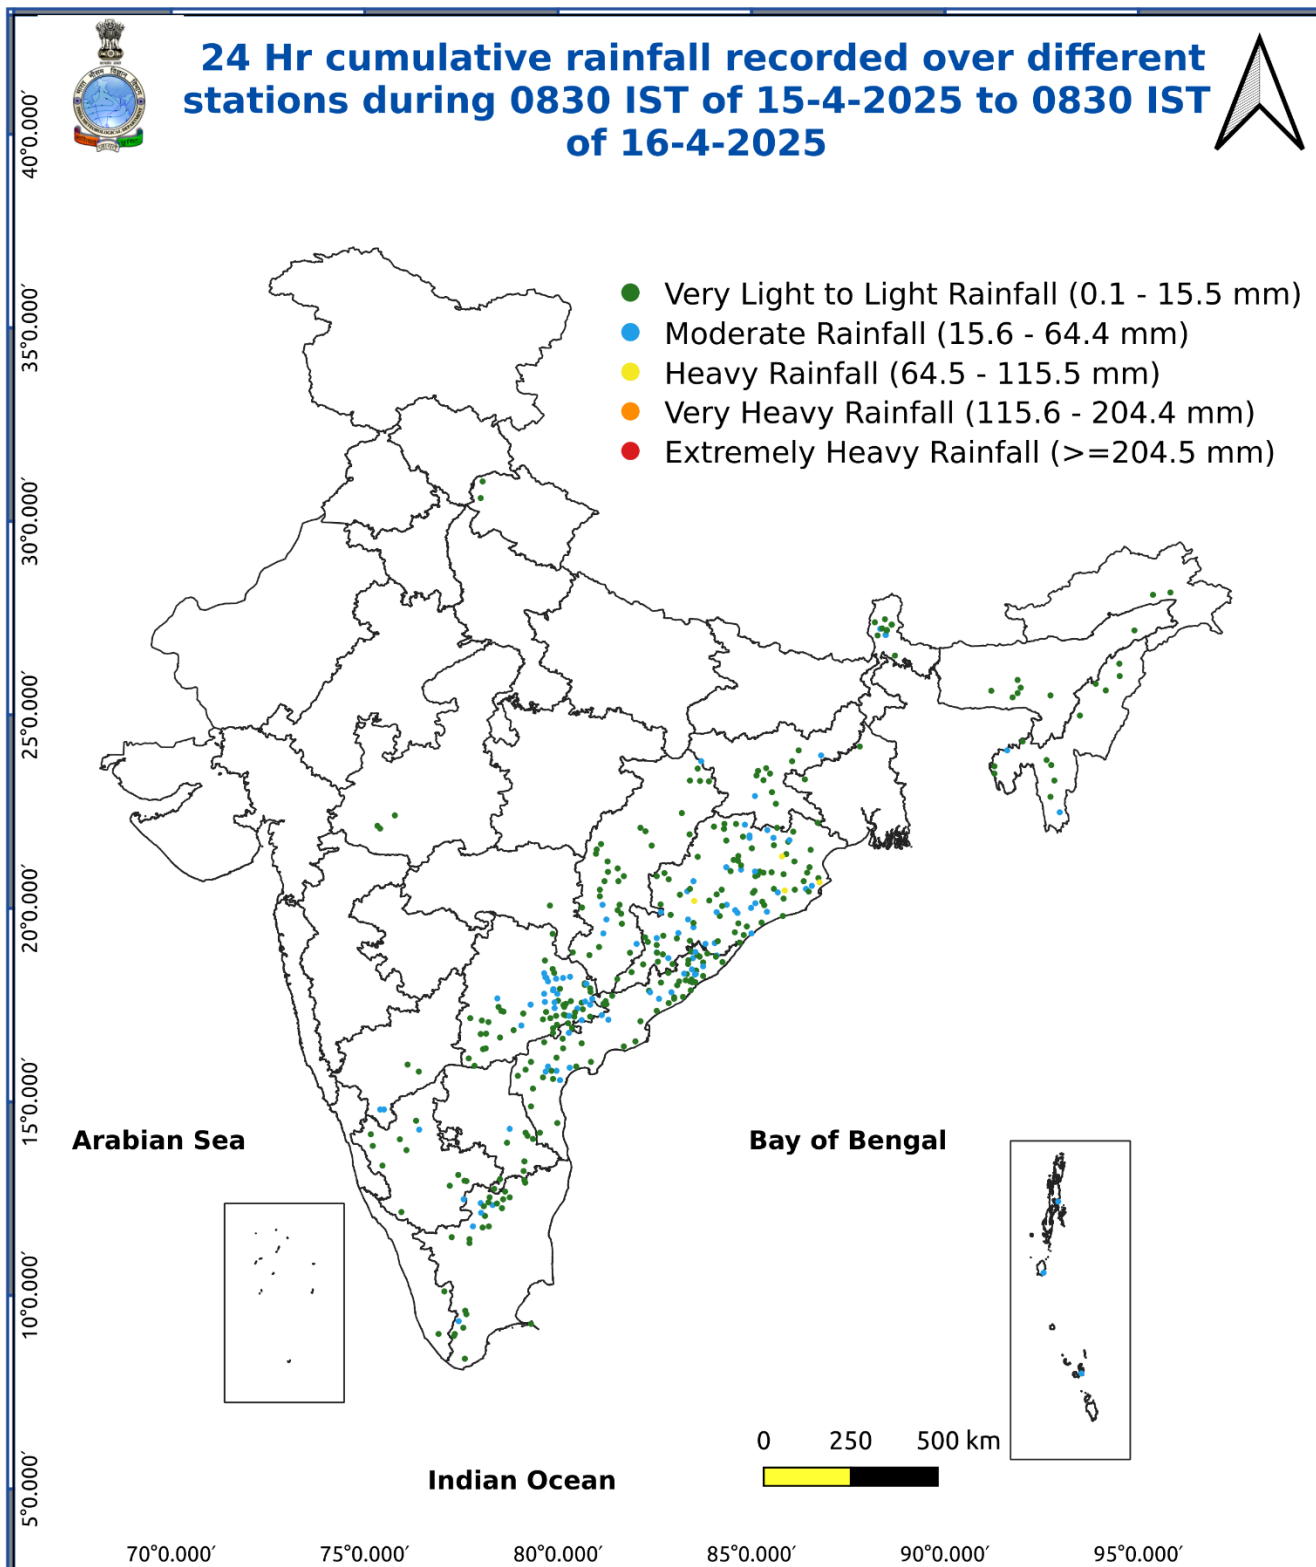 24 Hr cumulative rainfall recorded over different
stations during 0830 IST of 15-4-2025 to 0830 IST
of 16-4-2025
Very Light to Light Rainfall (0.1 - 15.5 mm)
Moderate Rainfall (15.6 - 64.4 mm)
Heavy Rainfall (64.5 - 115.5 mm)
Very Heavy Rainfall (115.6 - 204.4 mm)
Extremely Heavy Rainfall (>=204.5 mm)
40°0.000′
35°0.000′
30°0.000′
25°0.000′
20°0.000′
15°0.000′
10°0.000′
5°0.000′
Arabian Sea
Bay of Bengal
Indian Ocean
0 250 500 km
70°0.000′ 75°0.000′ 80°0.000′ 85°0.000′ 90°0.000′ 95°0.000′